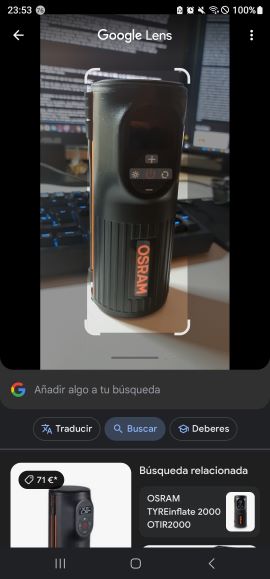 23:53
100%
Google Lens
OSRAM
Añadir algo a tu búsqueda
Traducir
Buscar
Deberes
71 €*
Búsqueda relacionada
OSRAM
TYREinflate 2000
OTIR2000